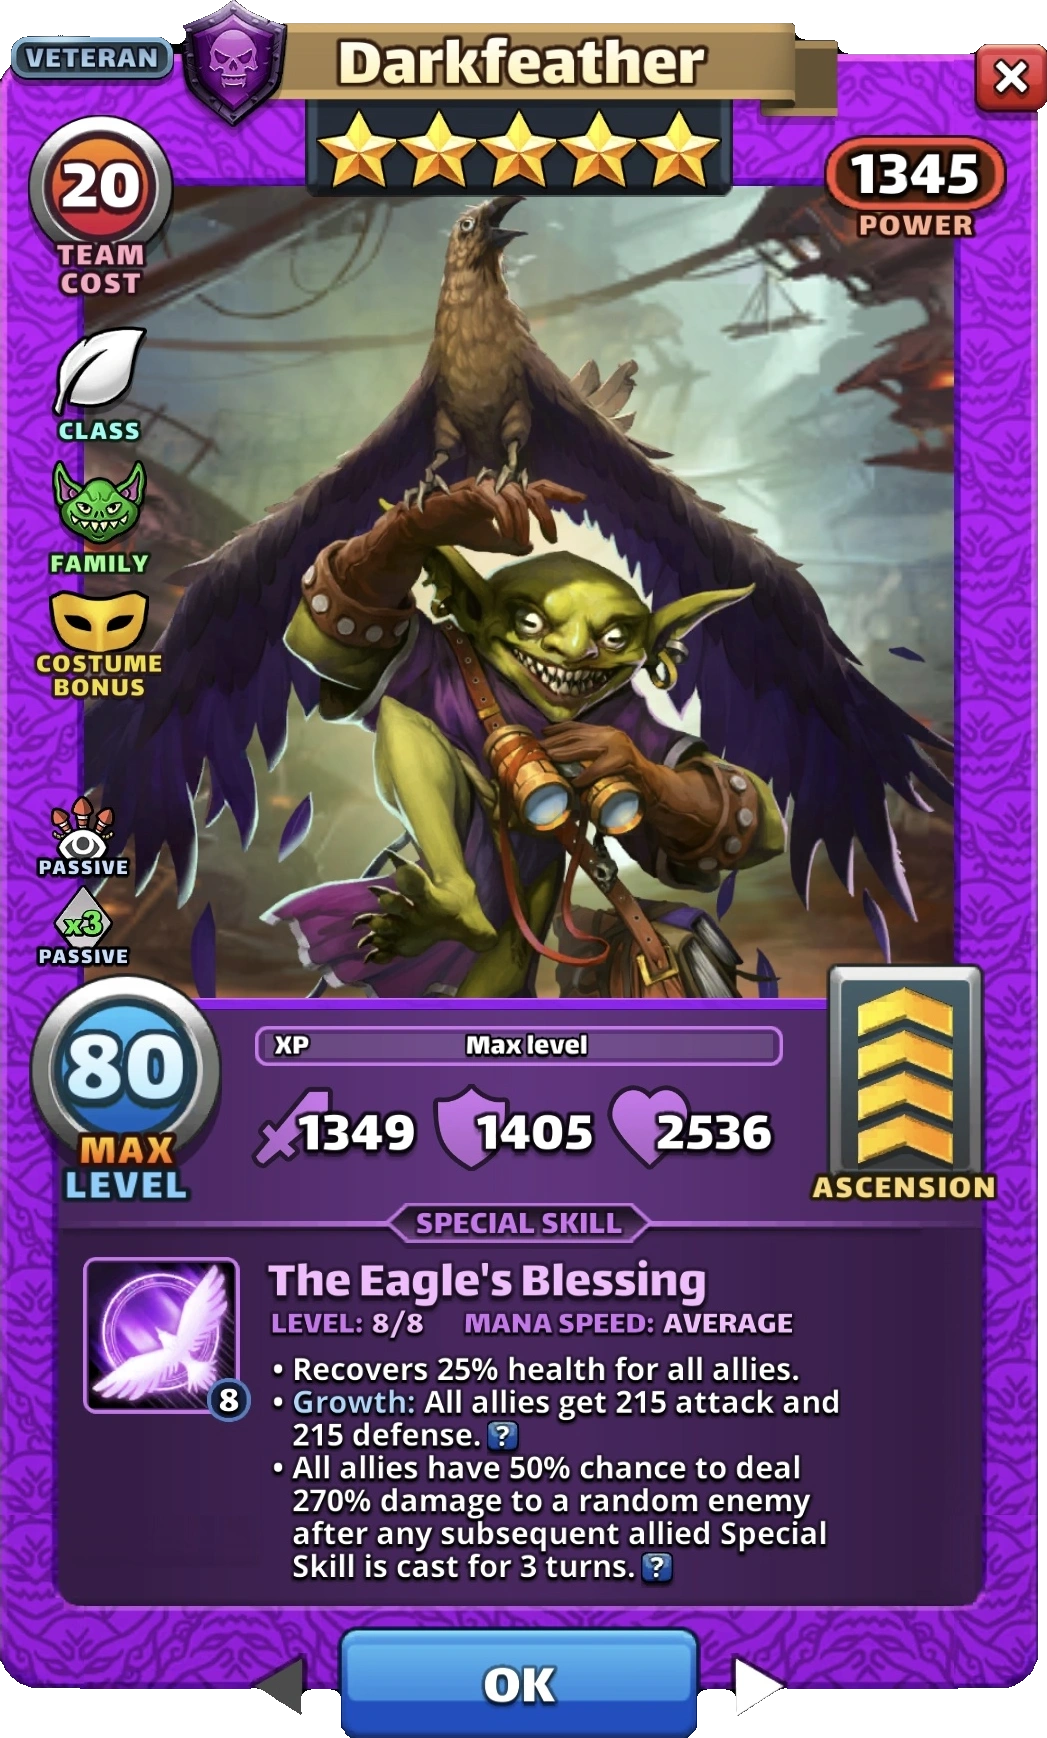 VETERAN
Darkfeather
20
TEAM
COST
1345
POWER
CLASS
FAMILY
COSTUME
BONUS
PASSIVE
x3
PASSIVE
80
MAX
LEVEL
XP Max level
1349 1405 2536
ASCENSION
SPECIAL SKILL
The Eagle's Blessing
LEVEL: 8/8 MANA SPEED: AVERAGE
8
• Recovers 25% health for all allies.
• Growth: All allies get 215 attack and
215 defense. ?
• All allies have 50% chance to deal
270% damage to a random enemy
after any subsequent allied Special
Skill is cast for 3 turns. ?
OK